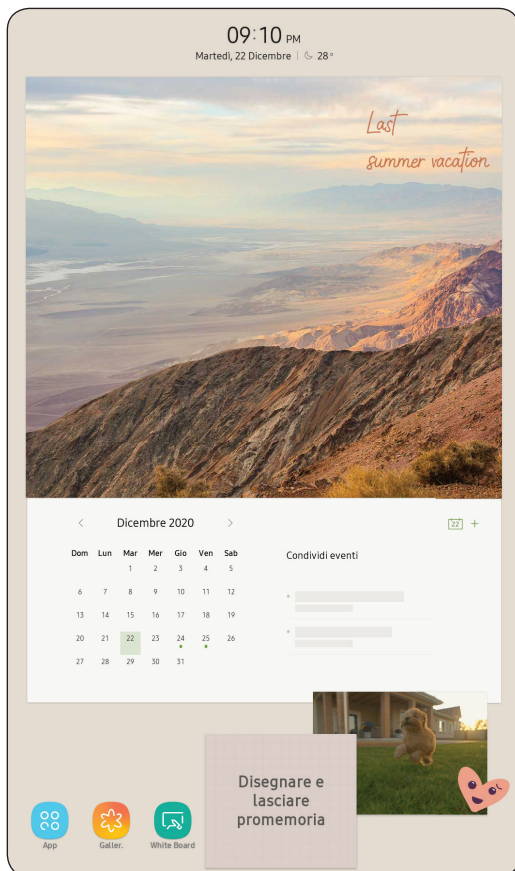 09:10 PM
Martedì, 22 Dicembre | 28°
Last
summer vacation
Dicembre 2020
22 +
Dom Lun Mar Mer Gio Ven Sab
1 2 3 4 5
6 7 8 9 10 11 12
13 14 15 16 17 18 19
20 21 22 23 24 25 26
27 28 29 30 31
Condividi eventi
Disegnare e
lasciare
promemoria
App
Galler.
White Board